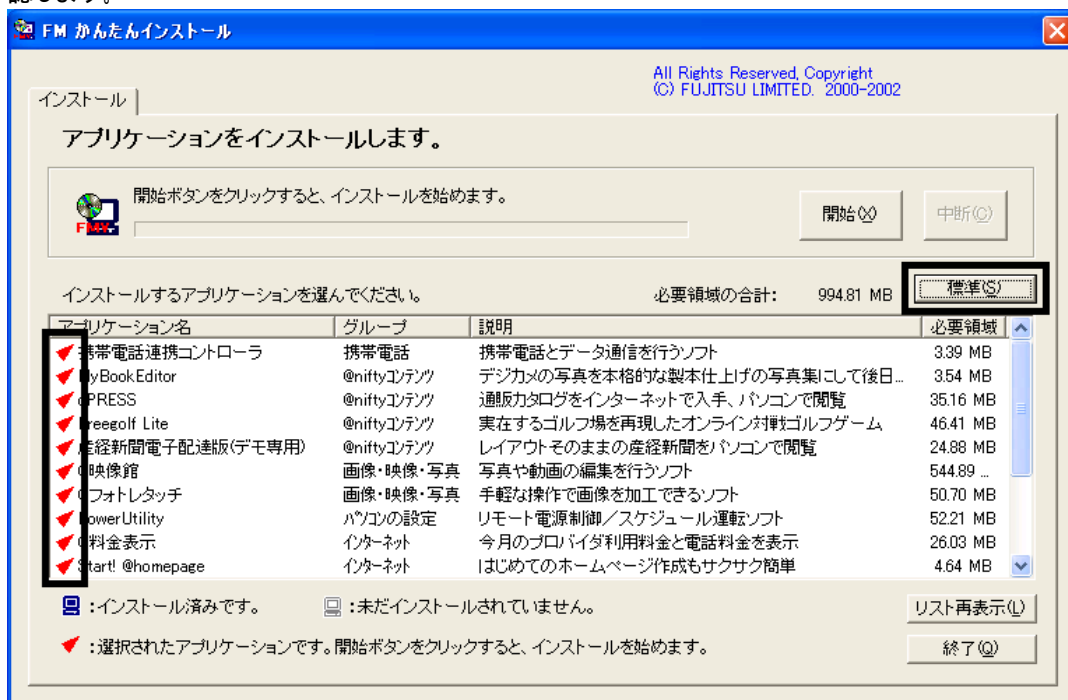 認します。
FM かんたんインストール
All Rights Reserved, Copyright
(C) FUJITSU LIMITED. 2000-2002
インストール
アプリケーションをインストールします。
開始ボタンをクリックすると、インストールを始めます。
開始(X) 中断(C)
FMV
インストールするアプリケーションを選んでください。 必要領域の合計: 994.81 MB 標準(S)
アプリケーション名 グループ 説明 必要領域
携帯電話連携コントローラ 携帯電話 携帯電話とデータ通信を行うソフト 3.39 MB
MyBookEditor @niftyコンテンツ デジカメの写真を本格的な製本仕上げの写真集にして後日... 3.54 MB
PRESS @niftyコンテンツ 通販カタログをインターネットで入手、パソコンで閲覧 35.16 MB
Freegolf Lite @niftyコンテンツ 実在するゴルフ場を再現したオンライン対戦ゴルフゲーム 46.41 MB
産経新聞電子配達版(デモ専用) @niftyコンテンツ レイアウトそのままの産経新聞をパソコンで閲覧 24.88 MB
@映像館 画像・映像・写真 写真や動画の編集を行うソフト 544.89 ...
@フォトレタッチ 画像・映像・写真 手軽な操作で画像を加工できるソフト 50.70 MB
PowerUtility パソコンの設定 リモート電源制御／スケジュール運転ソフト 52.21 MB
@料金表示 インターネット 今月のプロバイダ利用料金と電話料金を表示 26.03 MB
Start! @homepage インターネット はじめてのホームページ作成もサクサク簡単 4.64 MB
:インストール済みです。 :未だインストールされていません。 リスト再表示(L)
:選択されたアプリケーションです。開始ボタンをクリックすると、インストールを始めます。 終了(Q)